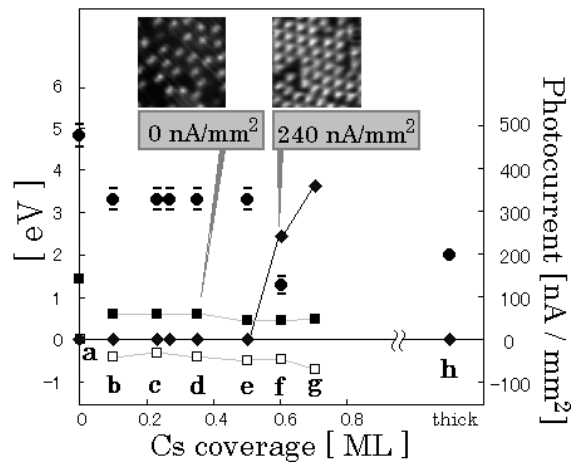 0 nA/mm²
240 nA/mm²
6
5
4
3
2
1
0
−1
[ eV ]
500
400
300
200
100
0
−100
Photocurrent [ nA / mm² ]
a
b
c
d
e
f
g
h
0
0.2
0.4
0.6
0.8
thick
Cs coverage [ ML ]